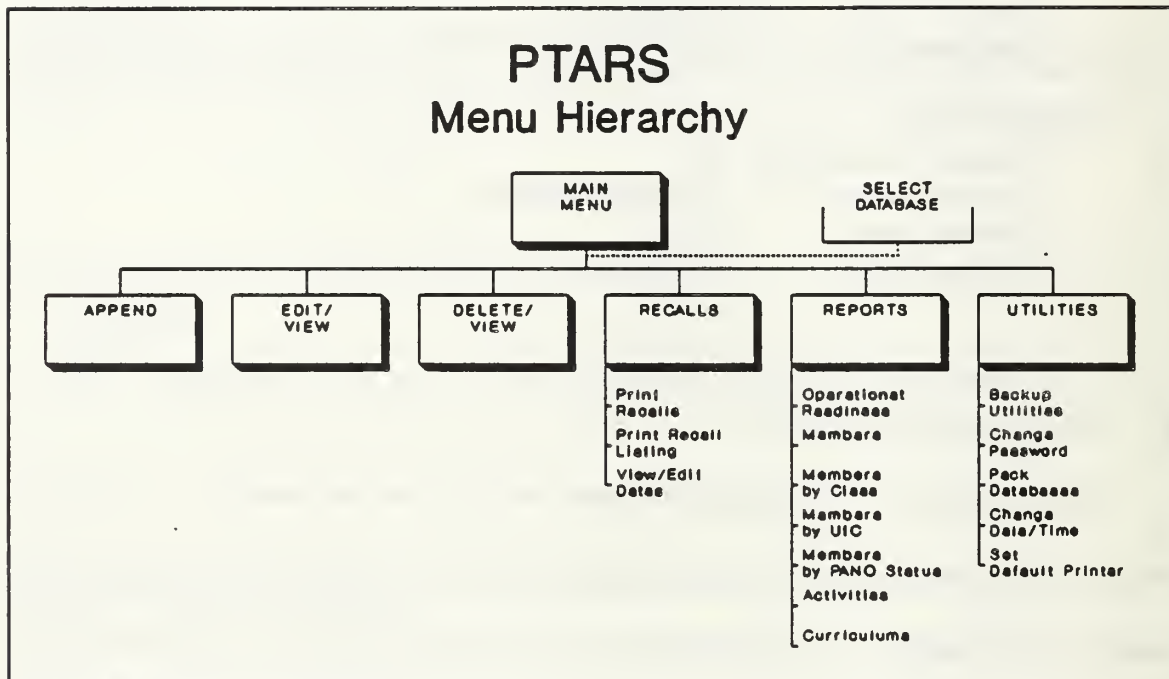 PTARS
Menu Hierarchy
MAIN
MENU
SELECT
DATABASE
APPEND
EDIT/
VIEW
DELETE/
VIEW
RECALLS
REPORTS
UTILITIES
Print
Recalls
Print Recall
Listing
View/Edit
Dates
Operational
Readiness
Members
Members
by Class
Members
by UIC
Members
by PANO Status
Activities
Curriculums
Backup
Utilities
Change
Password
Pack
Databases
Change
Date/Time
Set
Default Printer